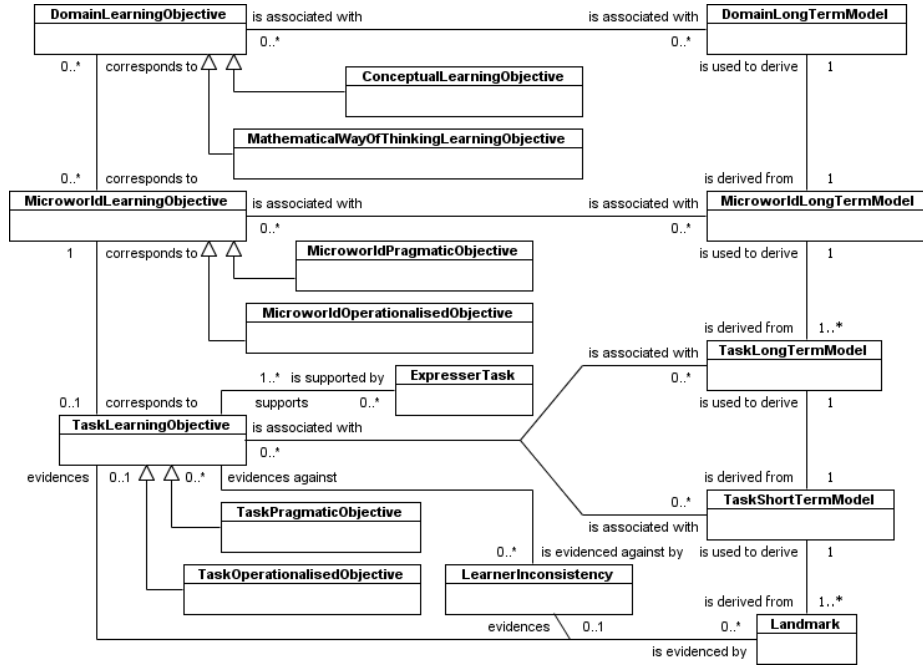 DomainLearningObjective
is associated with
is associated with
DomainLongTermModel
0..*
0..*
0..*
corresponds to
is used to derive
1
ConceptualLearningObjective
MathematicalWayOfThinkingLearningObjective
0..*
corresponds to
is derived from
1
MicroworldLearningObjective
is associated with
is associated with
MicroworldLongTermModel
0..*
0..*
1
corresponds to
is used to derive
1
MicroworldPragmaticObjective
MicroworldOperationalisedObjective
is derived from
1..*
is associated with
TaskLongTermModel
1..*
is supported by
ExpresserTask
0..*
0..1
corresponds to
supports
0..*
is used to derive
1
TaskLearningObjective
is associated with
0..*
evidences
0..1
0..*
evidences against
is derived from
1
0..*
TaskShortTermModel
TaskPragmaticObjective
is associated with
0..*
is evidenced against by
is used to derive
1
TaskOperationalisedObjective
LearnerInconsistency
is derived from
1..*
evidences
0..1
0..*
Landmark
is evidenced by